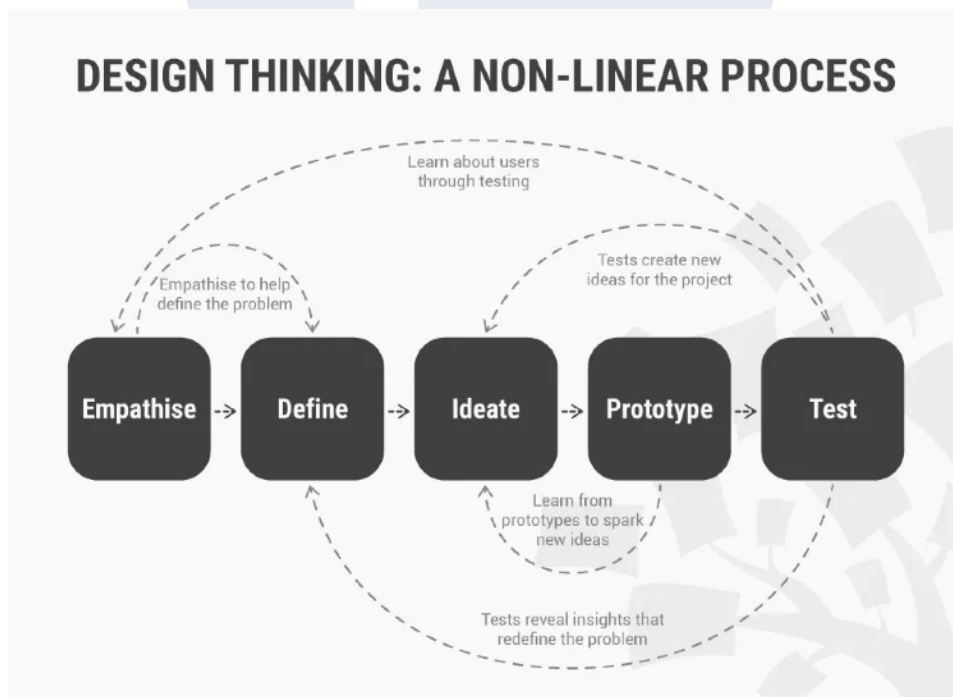 DESIGN THINKING: A NON-LINEAR PROCESS
Learn about users
through testing
Tests create new
ideas for the project
Empathise to help
define the problem
Empathise
Define
Ideate
Prototype
Test
Learn from
prototypes to spark
new ideas
Tests reveal insights that
redefine the problem